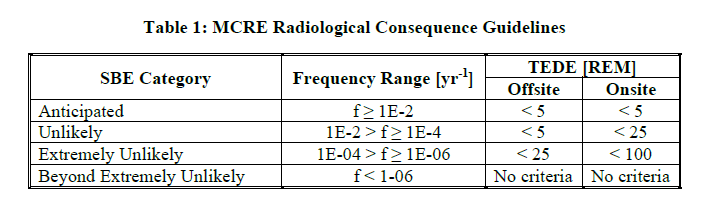 Table 1: MCRE Radiological Consequence Guidelines
SBE Category Frequency Range [yr⁻¹] TEDE [REM]
Offsite Onsite
Anticipated f ≥ 1E-2 < 5 < 5
Unlikely 1E-2 > f ≥ 1E-4 < 5 < 25
Extremely Unlikely 1E-04 > f ≥ 1E-06 < 25 < 100
Beyond Extremely Unlikely f < 1-06 No criteria No criteria